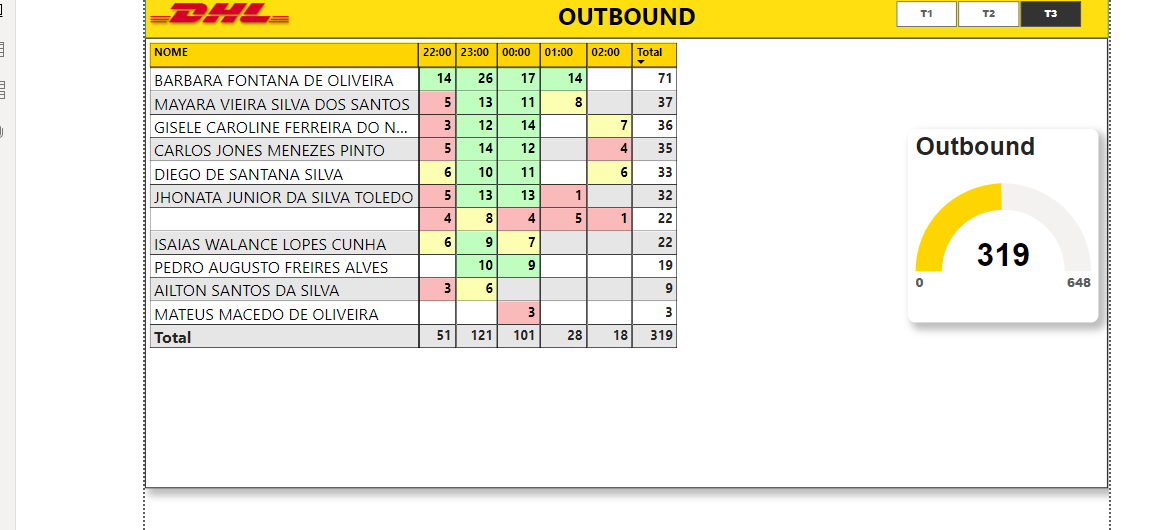 DHL
OUTBOUND
T1 T2 T3
NOME 22:00 23:00 00:00 01:00 02:00 Total
BARBARA FONTANA DE OLIVEIRA 14 26 17 14 71
MAYARA VIEIRA SILVA DOS SANTOS 5 13 11 8 37
GISELE CAROLINE FERREIRA DO N... 3 12 14 7 36
CARLOS JONES MENEZES PINTO 5 14 12 4 35
DIEGO DE SANTANA SILVA 6 10 11 6 33
JHONATA JUNIOR DA SILVA TOLEDO 5 13 13 1 32
4 8 4 5 1 22
ISAIAS WALANCE LOPES CUNHA 6 9 7 22
PEDRO AUGUSTO FREIRES ALVES 10 9 19
AILTON SANTOS DA SILVA 3 6 9
MATEUS MACEDO DE OLIVEIRA 3 3
Total 51 121 101 28 18 319
Outbound
319
0 648